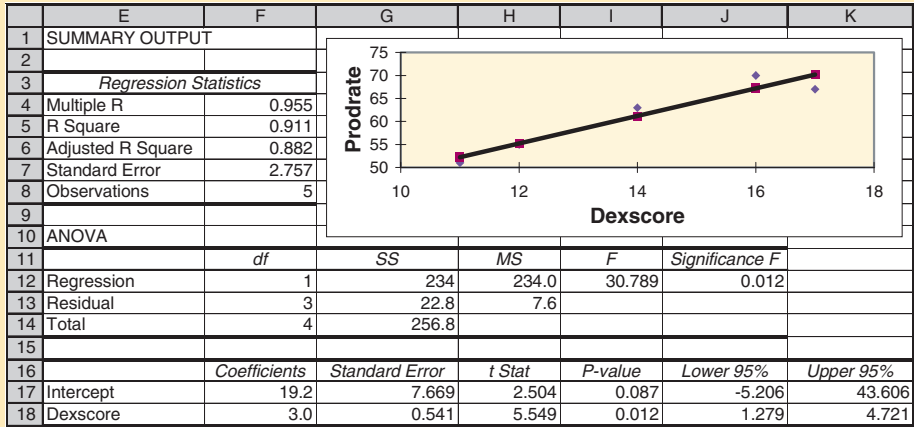 E F G H I J K
1 SUMMARY OUTPUT
2
3 Regression Statistics
4 Multiple R 0.955
5 R Square 0.911
6 Adjusted R Square 0.882
7 Standard Error 2.757
8 Observations 5
9
75
70
65
60
55
50
Prodrate
10 12 14 16 18
Dexscore
10 ANOVA
11 df SS MS F Significance F
12 Regression 1 234 234.0 30.789 0.012
13 Residual 3 22.8 7.6
14 Total 4 256.8
15
16 Coefficients Standard Error t Stat P-value Lower 95% Upper 95%
17 Intercept 19.2 7.669 2.504 0.087 -5.206 43.606
18 Dexscore 3.0 0.541 5.549 0.012 1.279 4.721